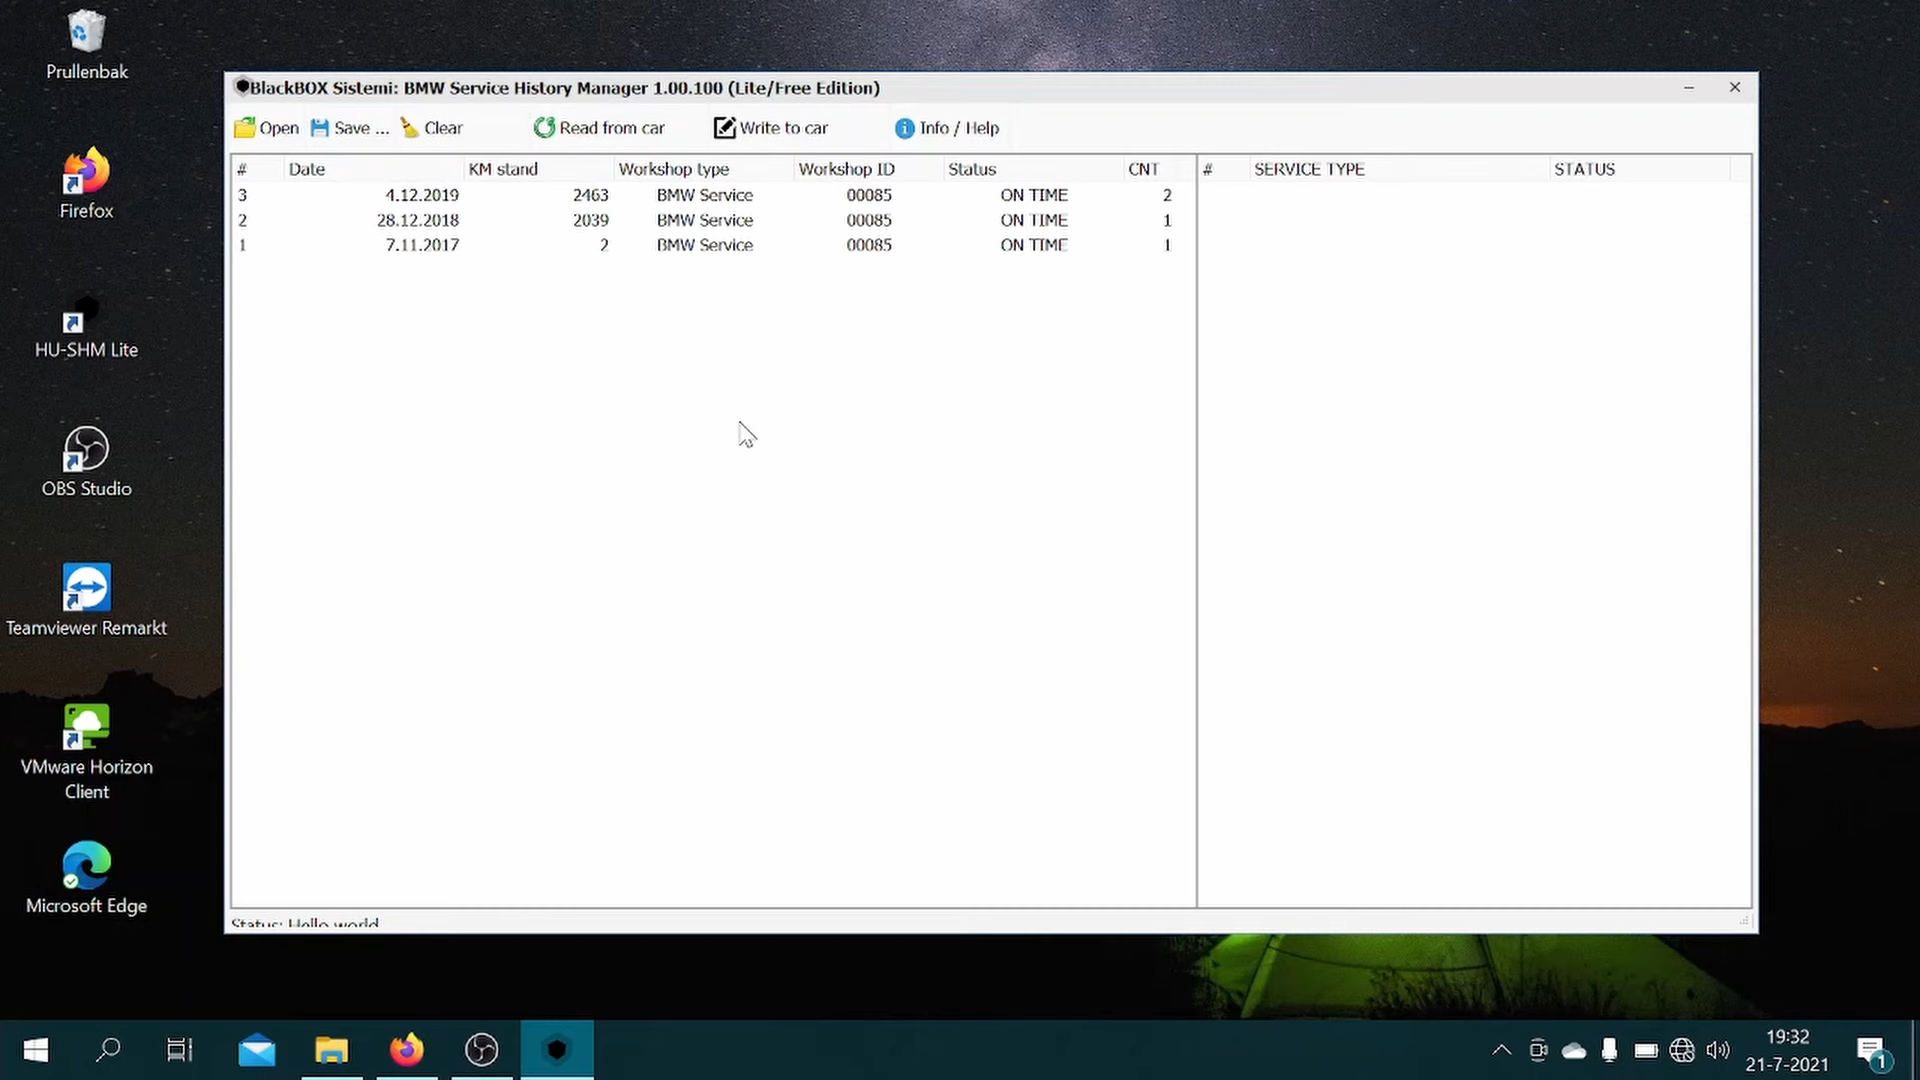 Prullenbak
Firefox
HU-SHM Lite
OBS Studio
Teamviewer Remarkt
VMware Horizon
Client
Microsoft Edge
BlackBOX Sistemi: BMW Service History Manager 1.00.100 (Lite/Free Edition)
Open Save ... Clear Read from car Write to car Info / Help
# Date KM stand Workshop type Workshop ID Status CNT # SERVICE TYPE STATUS
3 4.12.2019 2463 BMW Service 00085 ON TIME 2
2 28.12.2018 2039 BMW Service 00085 ON TIME 1
1 7.11.2017 2 BMW Service 00085 ON TIME 1
Status: Hello world
19:32
21-7-2021
1